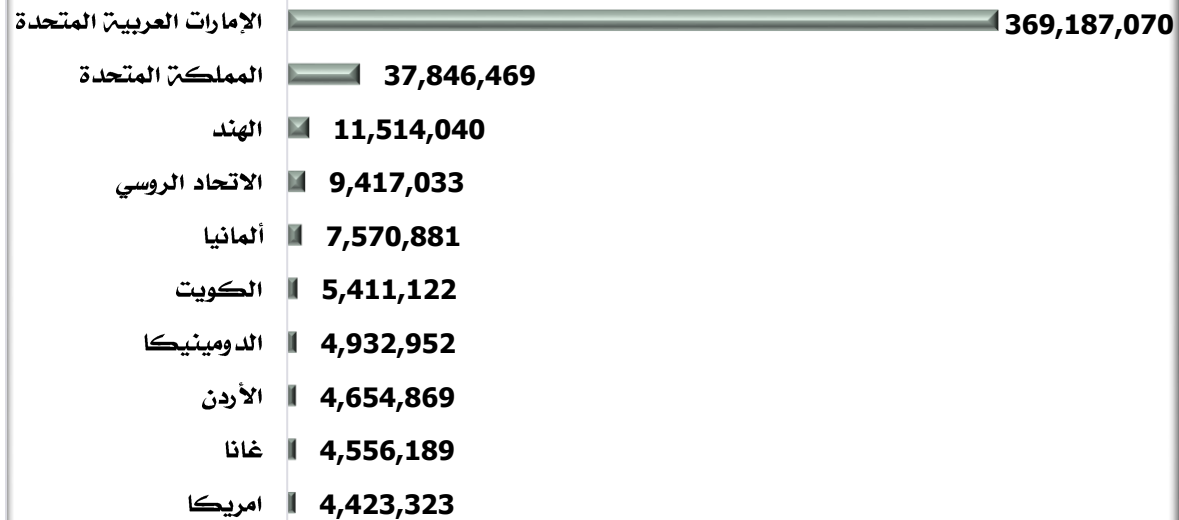 الإمارات العربية المتحدة 369,187,070
المملكة المتحدة 37,846,469
الهند 11,514,040
الاتحاد الروسي 9,417,033
ألمانيا 7,570,881
الكويت 5,411,122
الدومينيكا 4,932,952
الأردن 4,654,869
غانا 4,556,189
امريكا 4,423,323